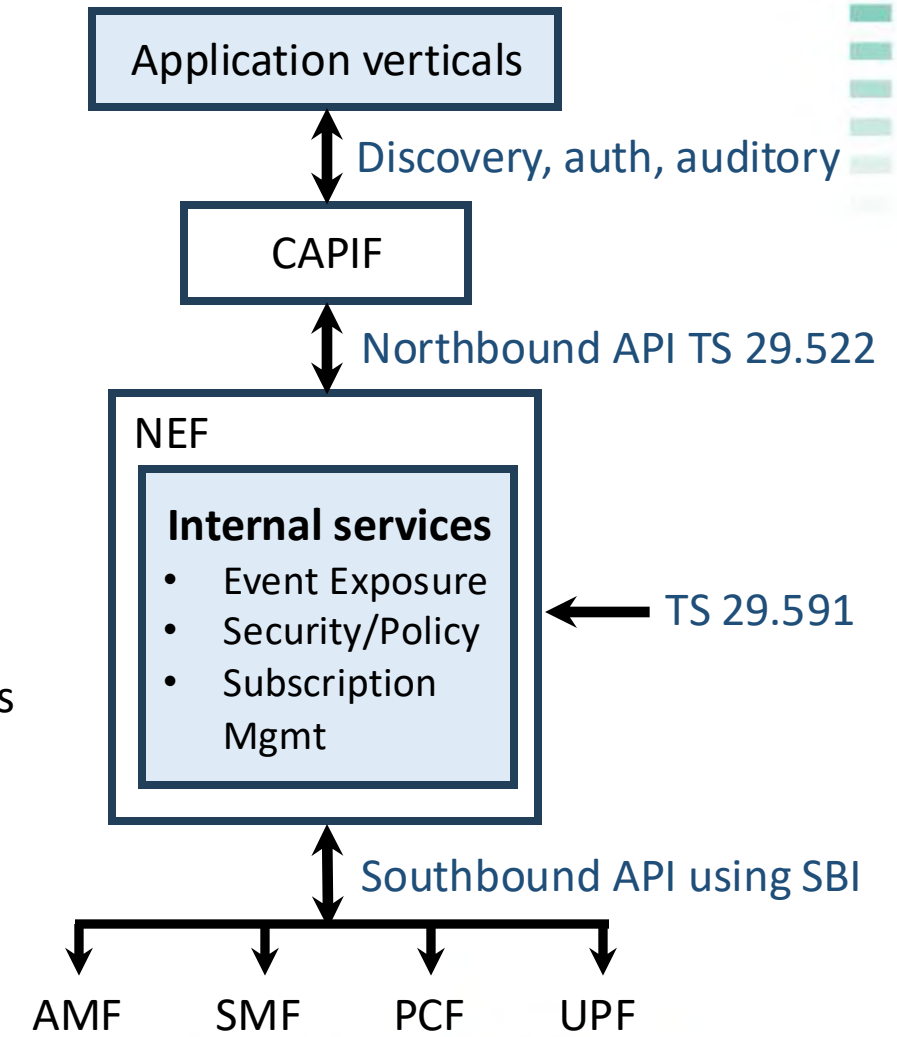 Application verticals
Discovery, auth, auditory
CAPIF
Northbound API TS 29.522
NEF
Internal services
• Event Exposure
• Security/Policy
• Subscription
Mgmt
TS 29.591
s
Southbound API using SBI
AMF SMF PCF UPF